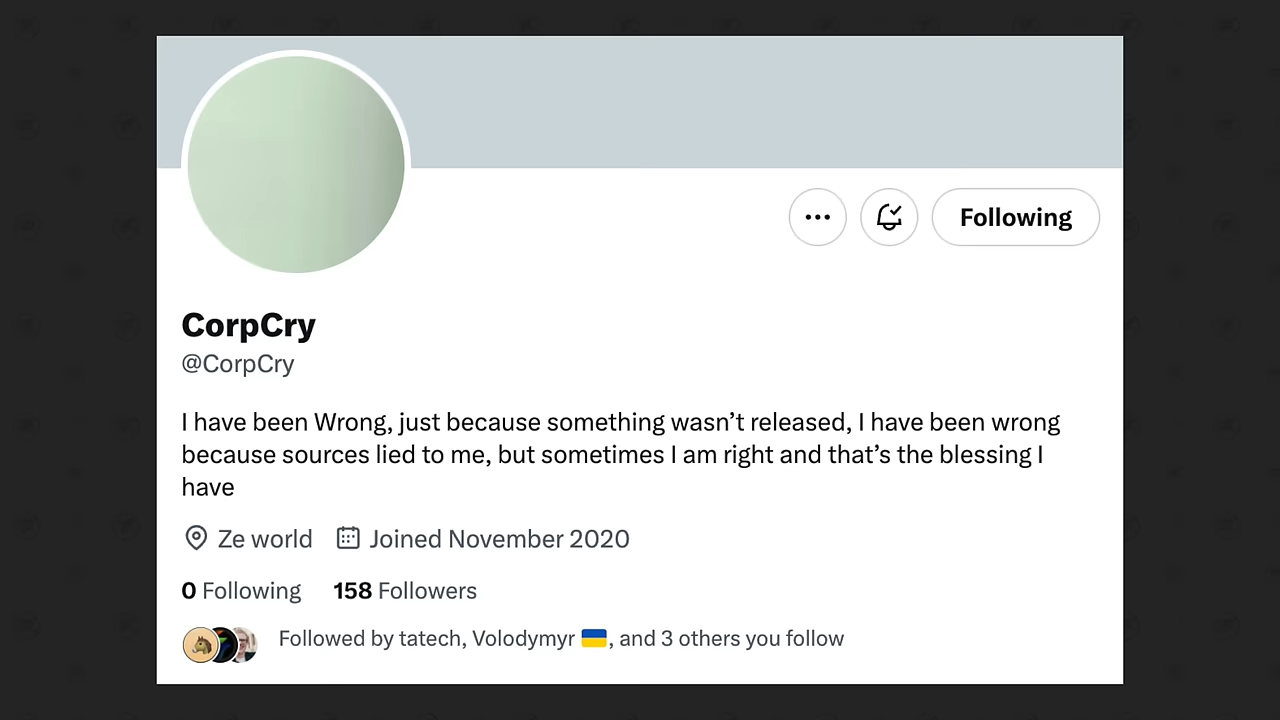 Following
CorpCry
@CorpCry
I have been Wrong, just because something wasn’t released, I have been wrong
because sources lied to me, but sometimes I am right and that’s the blessing I
have
Ze world Joined November 2020
0 Following 158 Followers
Followed by tatech, Volodymyr 🇺🇦, and 3 others you follow